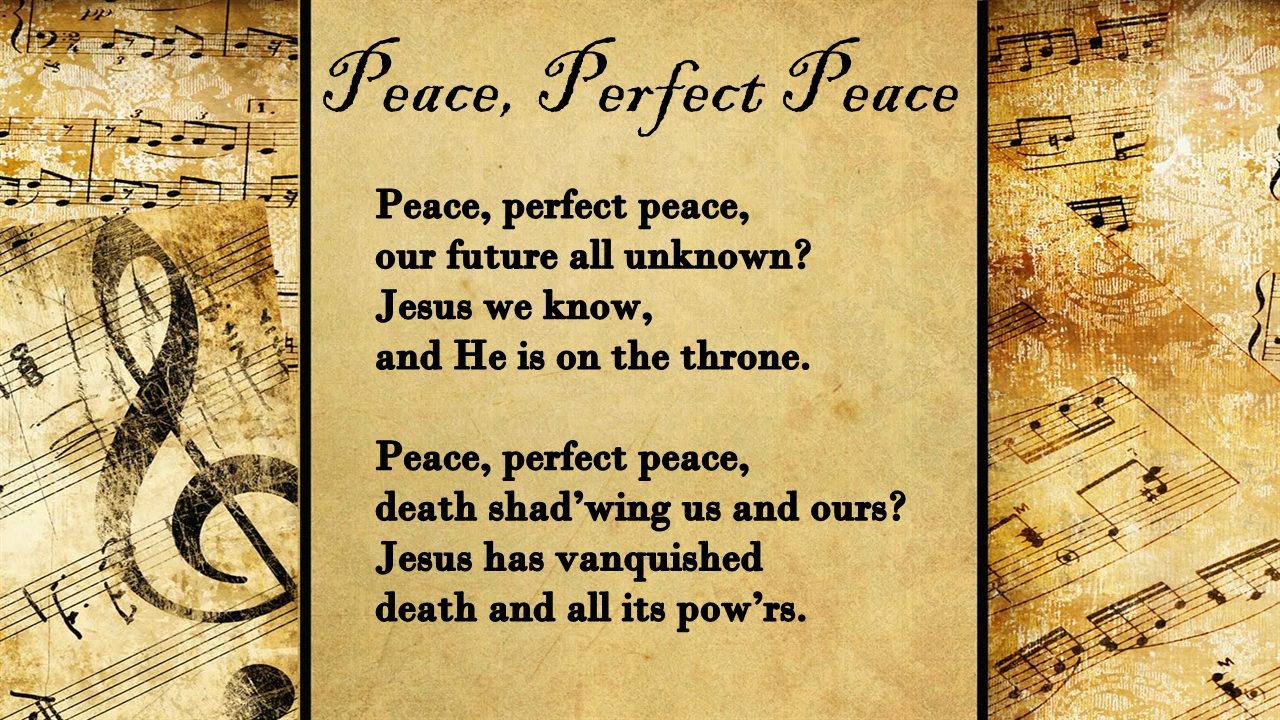 Peace, Perfect Peace
Peace, perfect peace,
our future all unknown?
Jesus we know,
and He is on the throne.
Peace, perfect peace,
death shad’wing us and ours?
Jesus has vanquished
death and all its pow’rs.